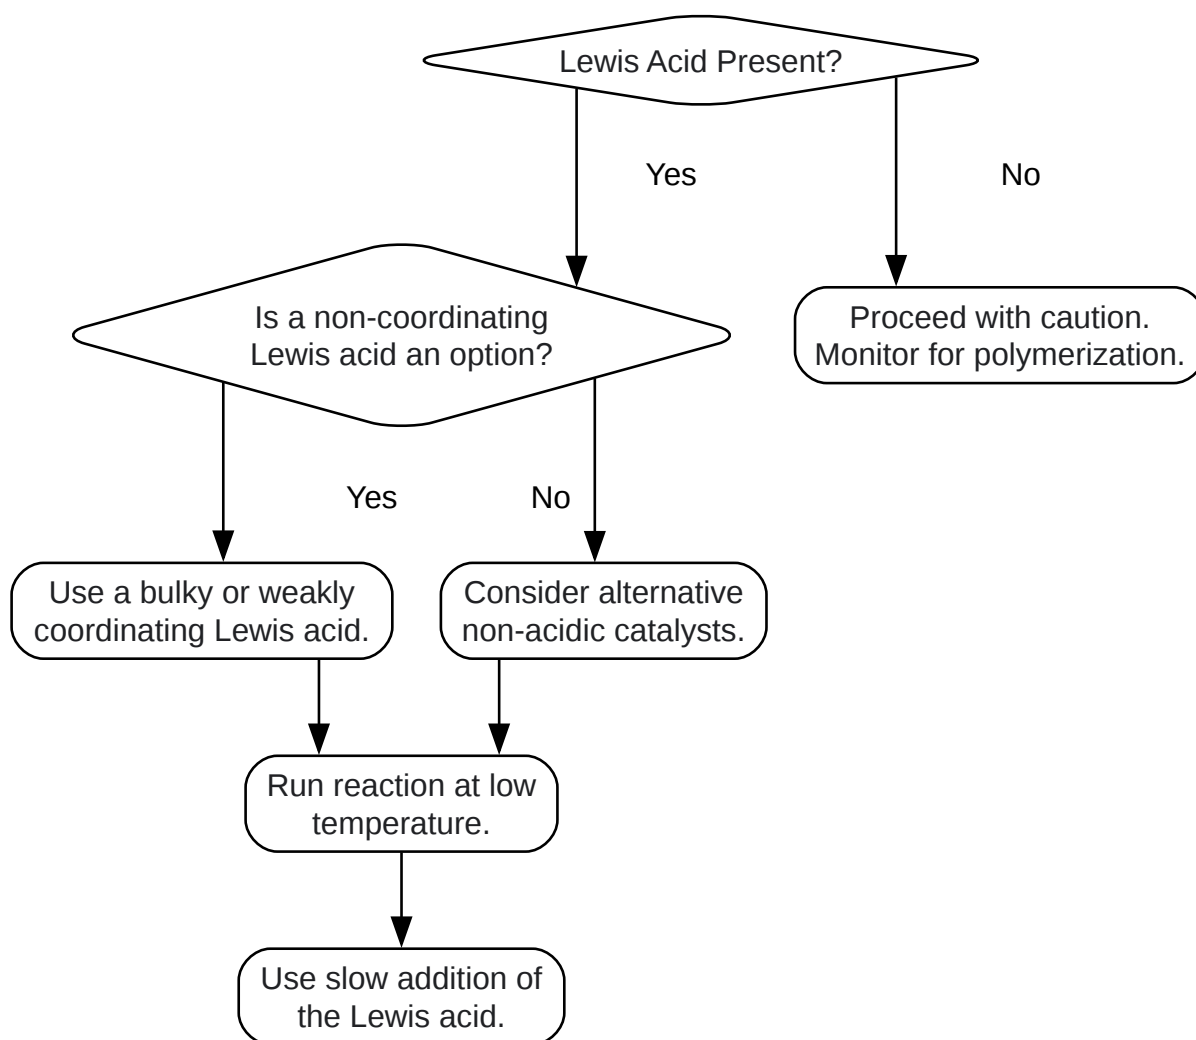 Lewis Acid Present?
Yes
No
Is a non-coordinating
Lewis acid an option?
Proceed with caution.
Monitor for polymerization.
Yes
No
Use a bulky or weakly
coordinating Lewis acid.
Consider alternative
non-acidic catalysts.
Run reaction at low
temperature.
Use slow addition of
the Lewis acid.